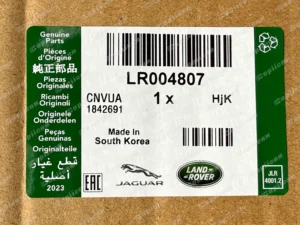 Genuine
Parts
Pièces
d'Origine
純正部品
Piezas
Originales
Ricambi
Originali
Originele
Onderdelen
Peças
Genuínas
Originalteile
قطع غيار
أصلية
2023
LR004807
CNVUA
1842691
1 x
HjK
Made In
South Korea
EAC
JAGUAR
LAND
ROVER
JLR
4001.2